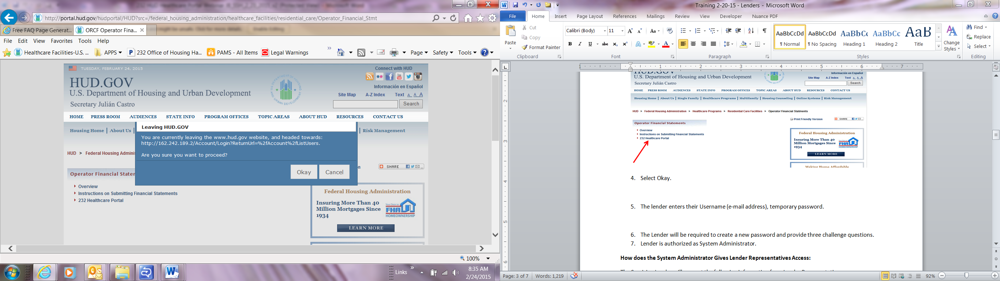 http://portal.hud.gov/hudportal/HUD?src=/federal_housing_administration/healthcare_facilities/residential_care/Operator_Financial_Stmt
Free FAQ Page Generat...
ORCF Operator Fina...
File Edit View Favorites Tools Help
Healthcare Facilities-U.S. ... APPS 232 Office of Housing Ha... PAMS - All Items Legal Warnings » Page Safety Tools
TUESDAY, FEBRUARY 24, 2015
Connect with HUD
HUD.GOV
U.S. Department of Housing and Urban Development
Secretary Julián Castro
Información en Español
Site Map A-Z Index Text A A A
Search
HOME PRESS ROOM AUDIENCES STATE INFO PROGRAM OFFICES TOPIC AREAS ABOUT HUD RESOURCES CONTACT US
Housing Home | About Us | | Risk Management
Leaving HUD.GOV
You are currently leaving the www.hud.gov website, and headed towards:
http://162.242.189.2/Account/Login?ReturnUrl=%2fAccount%2fListUsers.
Are you sure you want to proceed?
Okay Cancel
HUD > Federal Housing Adminis
SHARE
Operator Financial Stater
Overview
Instructions on Submitting Financial Statements
232 Healthcare Portal
Federal Housing Administration
Insuring More Than 40
Million Mortgages Since
1934
Your Door to
FHA
HOMEOWNERSHIP
LEARN MORE
100%
Links »
8:35 AM
2/24/2015
Training 2-20-15 - Lenders - Microsoft Word
File Home Insert Page Layout References Mailings Review View Developer Nuance PDF
Paste
Cut
Copy
Format Painter
Clipboard
Calibri (Body) 11
Font
Paragraph
AaBbCcDd AaBbCcDd AaBbCc AaBbCc AaB
¶ Normal ¶ No Spacing Heading 1 Heading 2 Title
Change
Styles
Styles
Find
Replace
Select
Editing
1 1 2 3 4 5 6 7
2
3
4
5
6
HUD.GOV
U.S. Department of Housing and Urban Development
Secretary Julián Castro
Información en Español
Site Map A-Z Index Text A A A
Search
HOME PRESS ROOM AUDIENCES STATE INFO PROGRAM OFFICES TOPIC AREAS ABOUT HUD RESOURCES CONTACT US
Housing Home | About Us | Single Family | Healthcare Programs | Multifamily | Housing Counseling | Online Systems | Risk Management
HUD > Federal Housing Administration > Healthcare Programs > Residential Care Facilities > Operator Financial Statments
Print Friendly Version
SHARE
Operator Financial Statements
Overview
Instructions on Submitting Financial Statements
232 Healthcare Portal
Federal Housing Administration
Insuring More Than 40
Million Mortgages Since
1934
FHA
HOMEOWNERSHIP
LEARN MORE
Making Home Affordable
4. Select Okay.
5. The lender enters their Username (e-mail address), temporary password.
6. The Lender will be required to create a new password and provide three challenge questions.
7. Lender is authorized as System Administrator.
How does the System Administrator Gives Lender Representatives Access:
Page: 3 of 7 Words: 1,219 92%